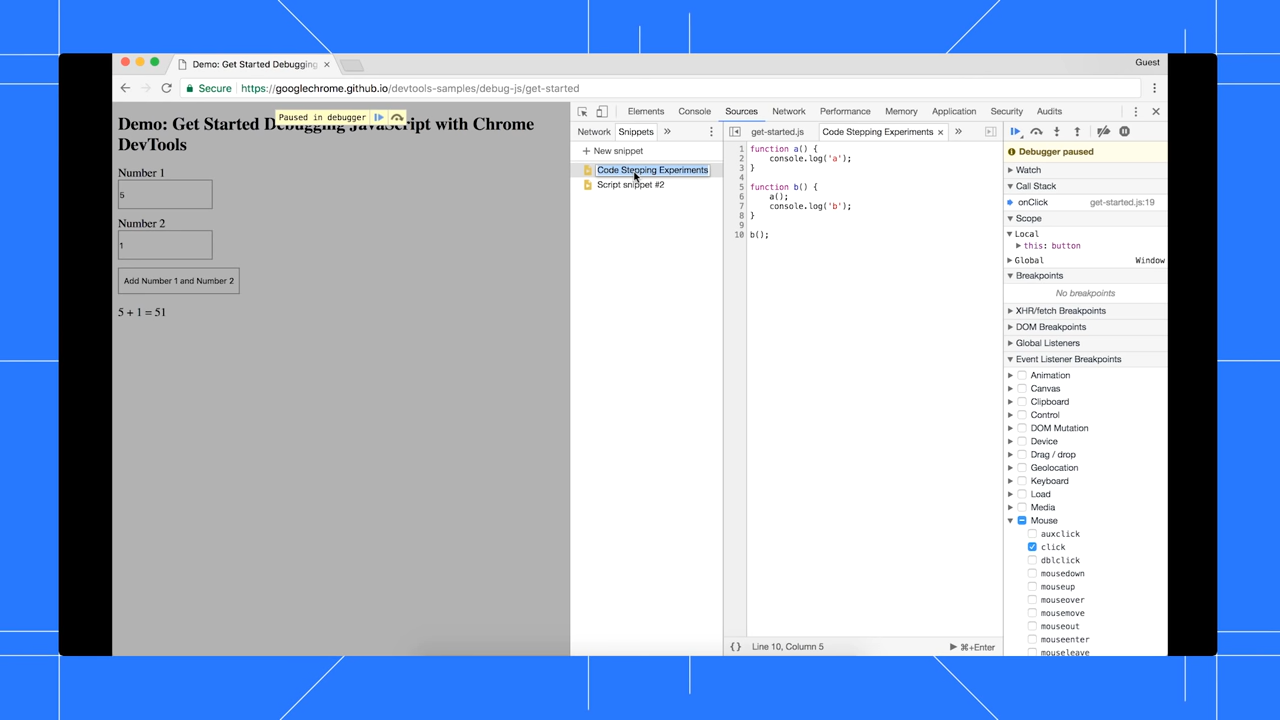 Demo: Get Started Debugging
Guest
Secure
https://googlechrome.github.io/devtools-samples/debug-js/get-started
Paused in debugger
Demo: Get Started Debugging JavaScript with Chrome
DevTools
Number 1
5
Number 2
1
Add Number 1 and Number 2
5 + 1 = 51
Elements Console Sources Network Performance Memory Application Security Audits
Network Snippets »
+ New snippet
Code Stepping Experiments
Script snippet #2
get-started.js Code Stepping Experiments × »
1 function a() {
2 console.log('a');
3 }
4
5 function b() {
6 a();
7 console.log('b');
8 }
9
10 b();
{} Line 10, Column 5 ⌘+Enter
Debugger paused
Watch
Call Stack
onClick get-started.js:19
Scope
Local
this: button
Global Window
Breakpoints
No breakpoints
XHR/fetch Breakpoints
DOM Breakpoints
Global Listeners
Event Listener Breakpoints
Animation
Canvas
Clipboard
Control
DOM Mutation
Device
Drag / drop
Geolocation
Keyboard
Load
Media
Mouse
auxclick
click
dblclick
mousedown
mouseup
mouseover
mousemove
mouseout
mouseenter
mouseleave